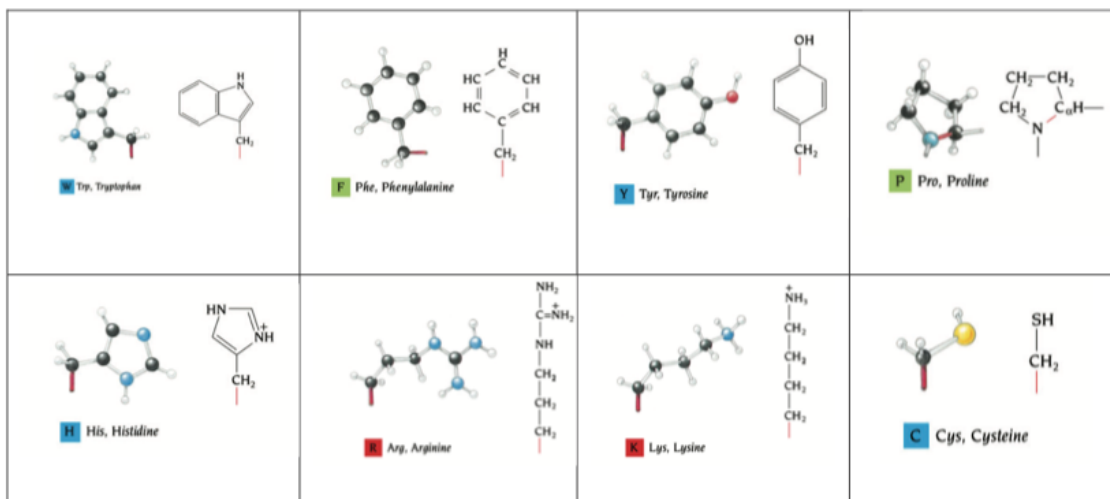 H
N
CH₂
W Trp, Tryptophan
H
C
HC CH
HC CH
C
CH₂
F Phe, Phenylalanine
OH
CH₂
Y Tyr, Tyrosine
CH₂ CH₂
CH₂ CαH
N
P Pro, Proline
HN
NH
+
CH₂
H His, Histidine
NH₂
+
C=NH₂
NH
CH₂
CH₂
CH₂
R Arg, Arginine
+
NH₃
CH₂
CH₂
CH₂
CH₂
K Lys, Lysine
SH
CH₂
C Cys, Cysteine